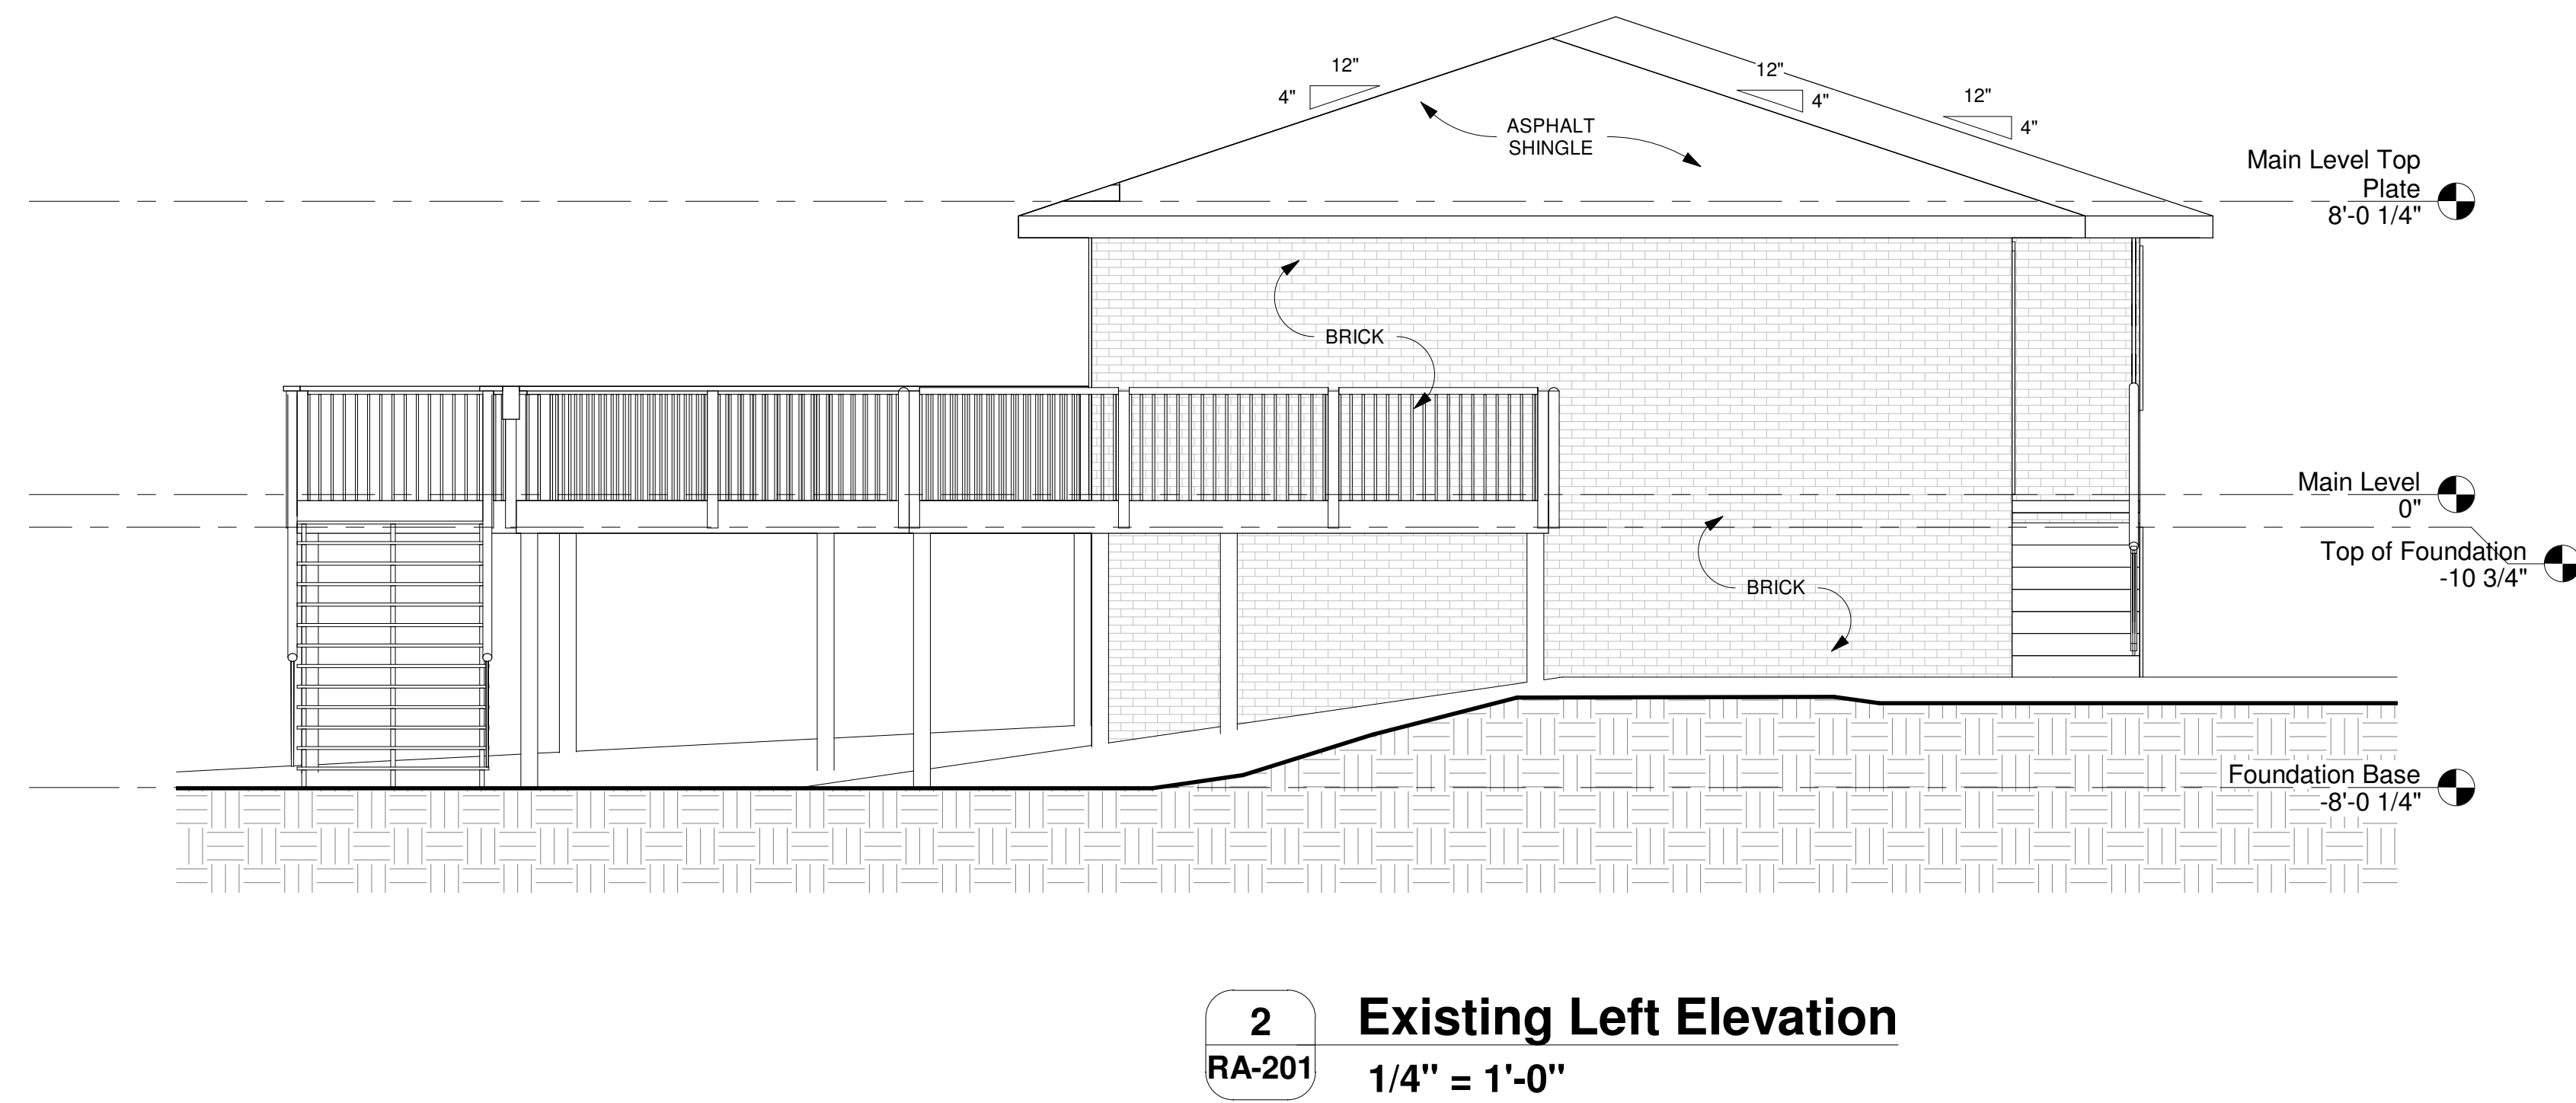 12"
4"
12"
4"
12"
4"
ASPHALT
SHINGLE
Main Level Top
Plate
8'-0 1/4"
BRICK
Main Level
0"
Top of Foundation
-10 3/4"
BRICK
Foundation Base
-8'-0 1/4"
2
Existing Left Elevation
RA-201
1/4" = 1'-0"